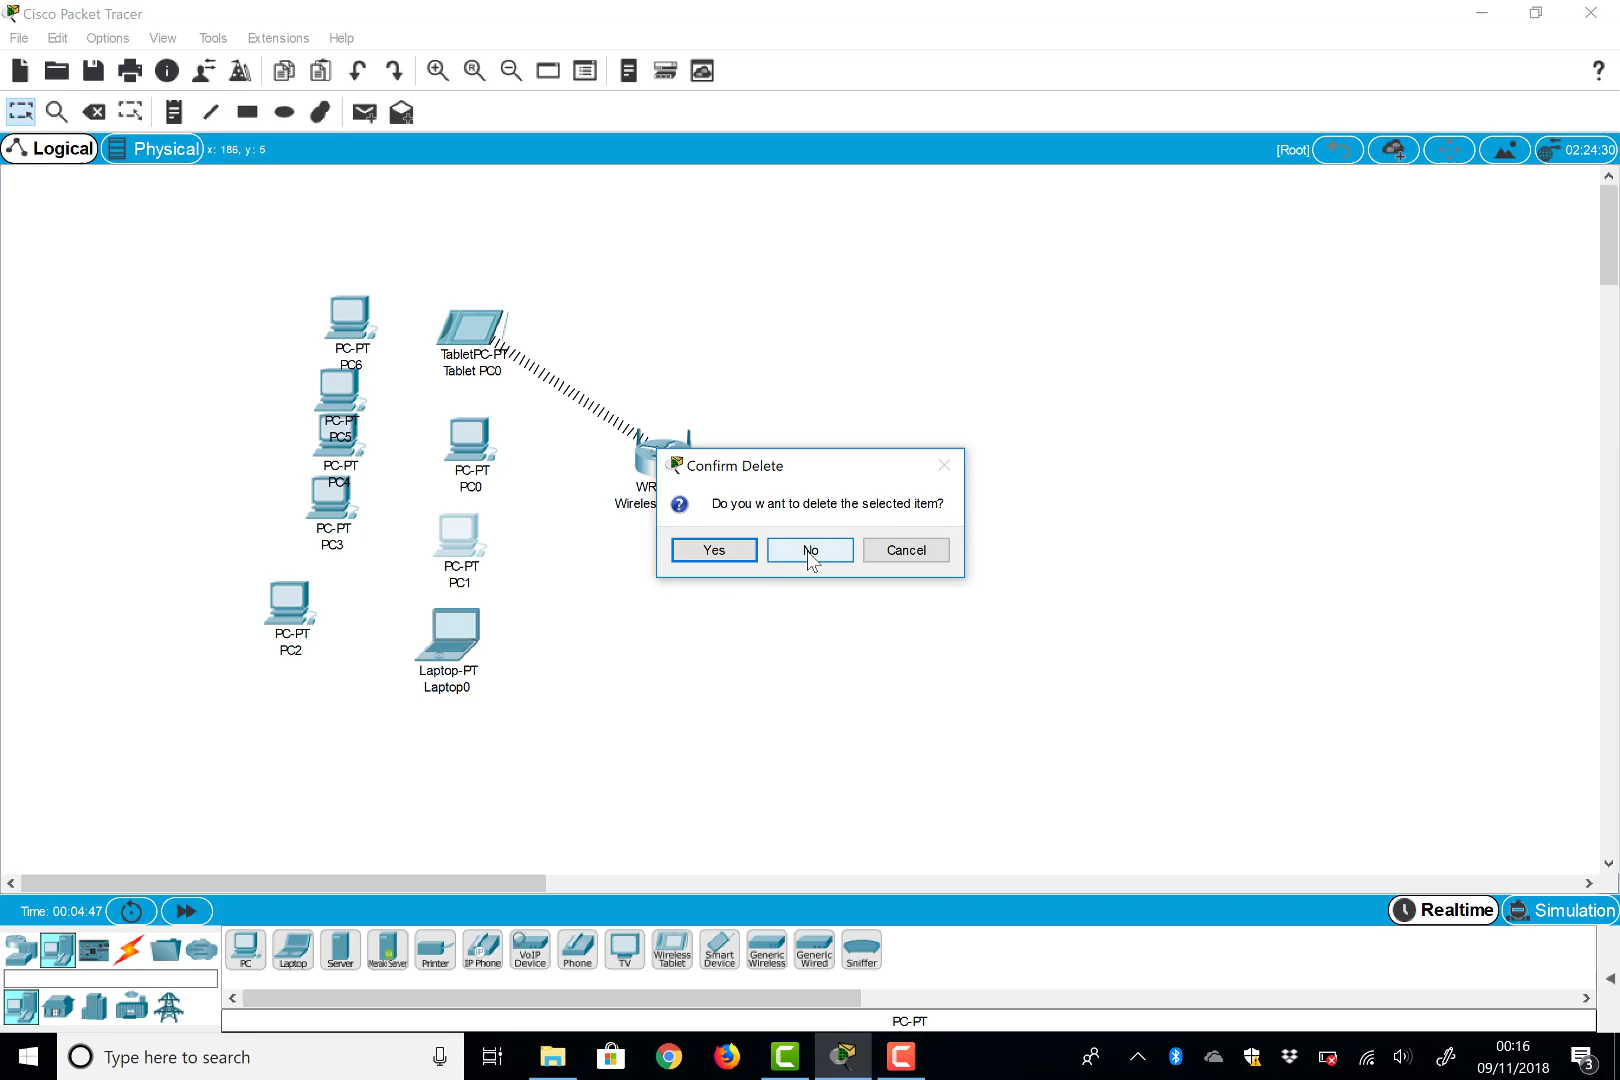 Cisco Packet Tracer
File Edit Options View Tools Extensions Help
Logical Physical x: 186, y: 5 [Root] 02:24:30
PC-PT
PC6
TabletPC-PT
Tablet PC0
PC-PT
PC5
PC-PT
PC4
PC-PT
PC0
PC-PT
PC3
PC-PT
PC1
PC-PT
PC2
Laptop-PT
Laptop0
WR
Wireles
Confirm Delete
Do you w ant to delete the selected item?
Yes No Cancel
Time: 00:04:47 Realtime Simulation
PC Laptop Server Meraki Server Printer IP Phone VoIP Device Phone TV Wireless Tablet Smart Device Generic Wireless Generic Wired Sniffer
PC-PT
Type here to search
00:16
09/11/2018
3